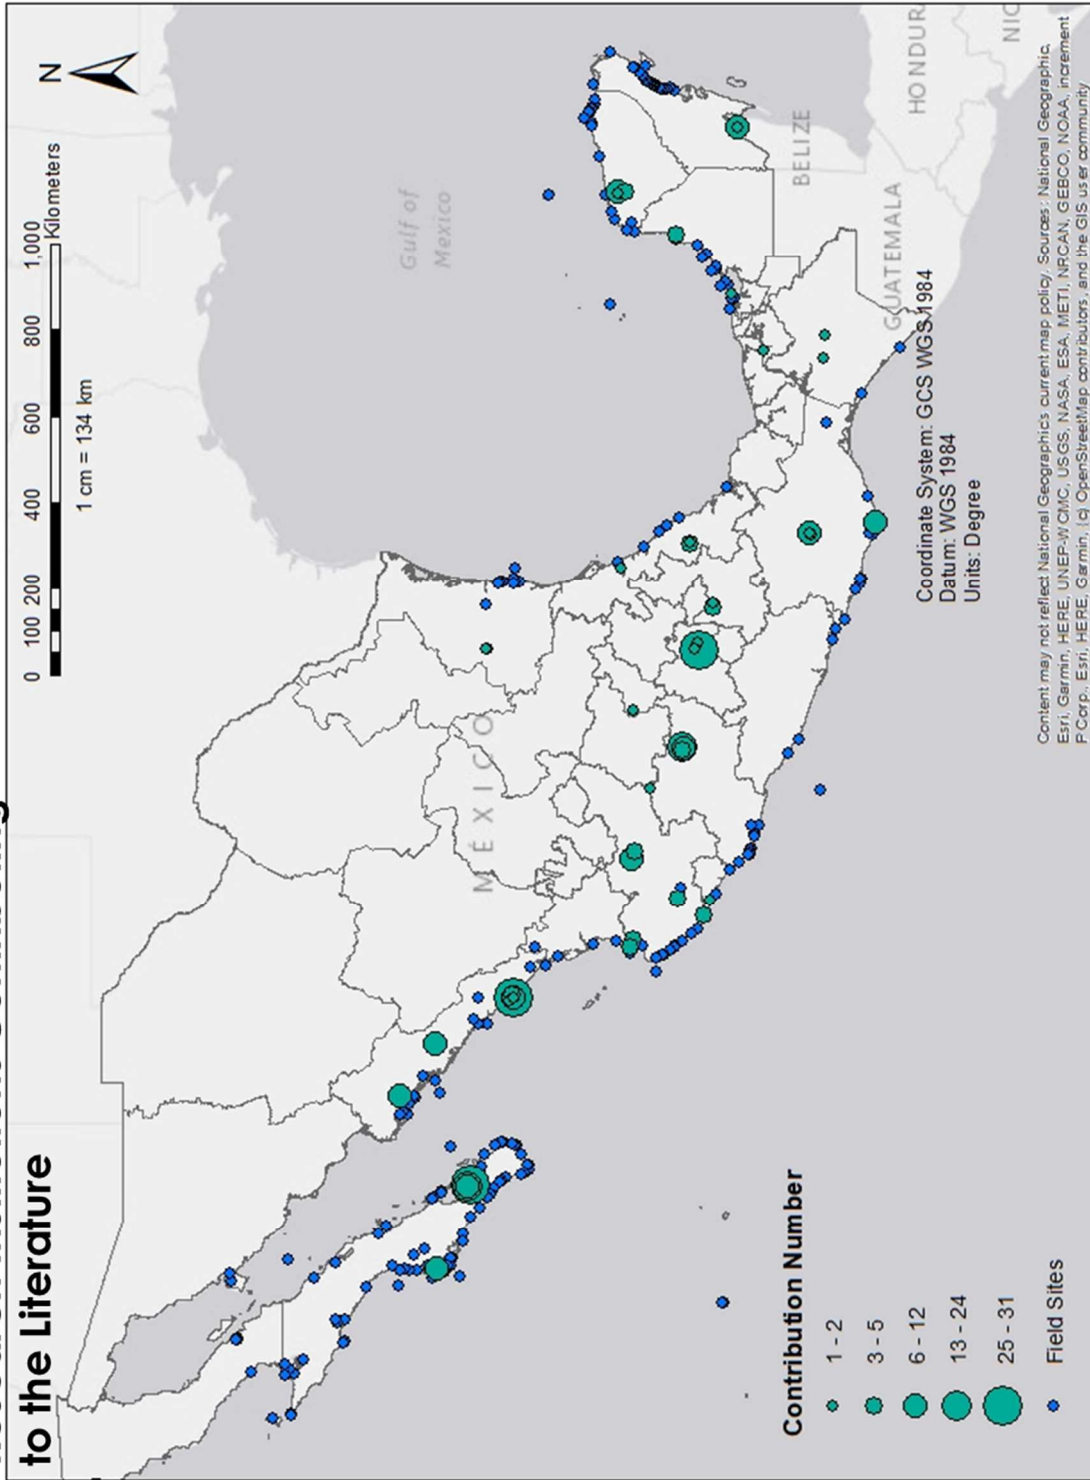 to the Literature
N
0 100 200 400 600 800 1,000
Kilometers
1 cm = 134 km
Gulf of
Mexico
MÉXICO
BELIZE
GUATEMALA
HONDUR
NIC
Coordinate System: GCS WGS 1984
Datum: WGS 1984
Units: Degree
Contribution Number
1 - 2
3 - 5
6 - 12
13 - 24
25 - 31
Field Sites
Content may not reflect National Geographics current map policy. Sources: National Geographic,
Esri, Garmin, HERE, UNEP-WCMC, USGS, NASA, ESA, METI, NRCAN, GEBCO, NOAA, increment
P Corp., Esri, HERE, Garmin, (c) OpenStreetMap contributors, and the GIS user community